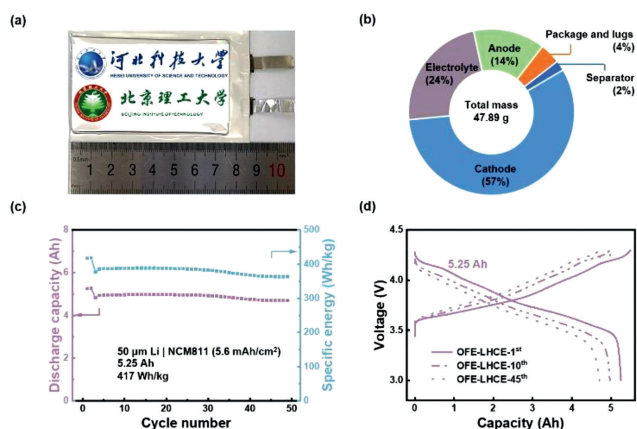 (a)
河北科技大学
HEBEI UNIVERSITY OF SCIENCE AND TECHNOLOGY
北京理工大学
BEIJING INSTITUTE OF TECHNOLOGY
1 2 3 4 5 6 7 8 9 10
(b)
Anode
(14%)
Package and lugs
(4%)
Electrolyte
(24%)
Separator
(2%)
Total mass
47.89 g
Cathode
(57%)
(c)
Discharge capacity (Ah)
8
6
4
2
0
500
400
300
200
100
0
Specific energy (Wh/kg)
50 μm Li | NCM811 (5.6 mAh/cm²)
5.25 Ah
417 Wh/kg
0 10 20 30 40 50
Cycle number
(d)
Voltage (V)
4.5
4.0
3.5
3.0
5.25 Ah
OFE-LHCE-1st
OFE-LHCE-10th
OFE-LHCE-45th
0 1 2 3 4 5
Capacity (Ah)